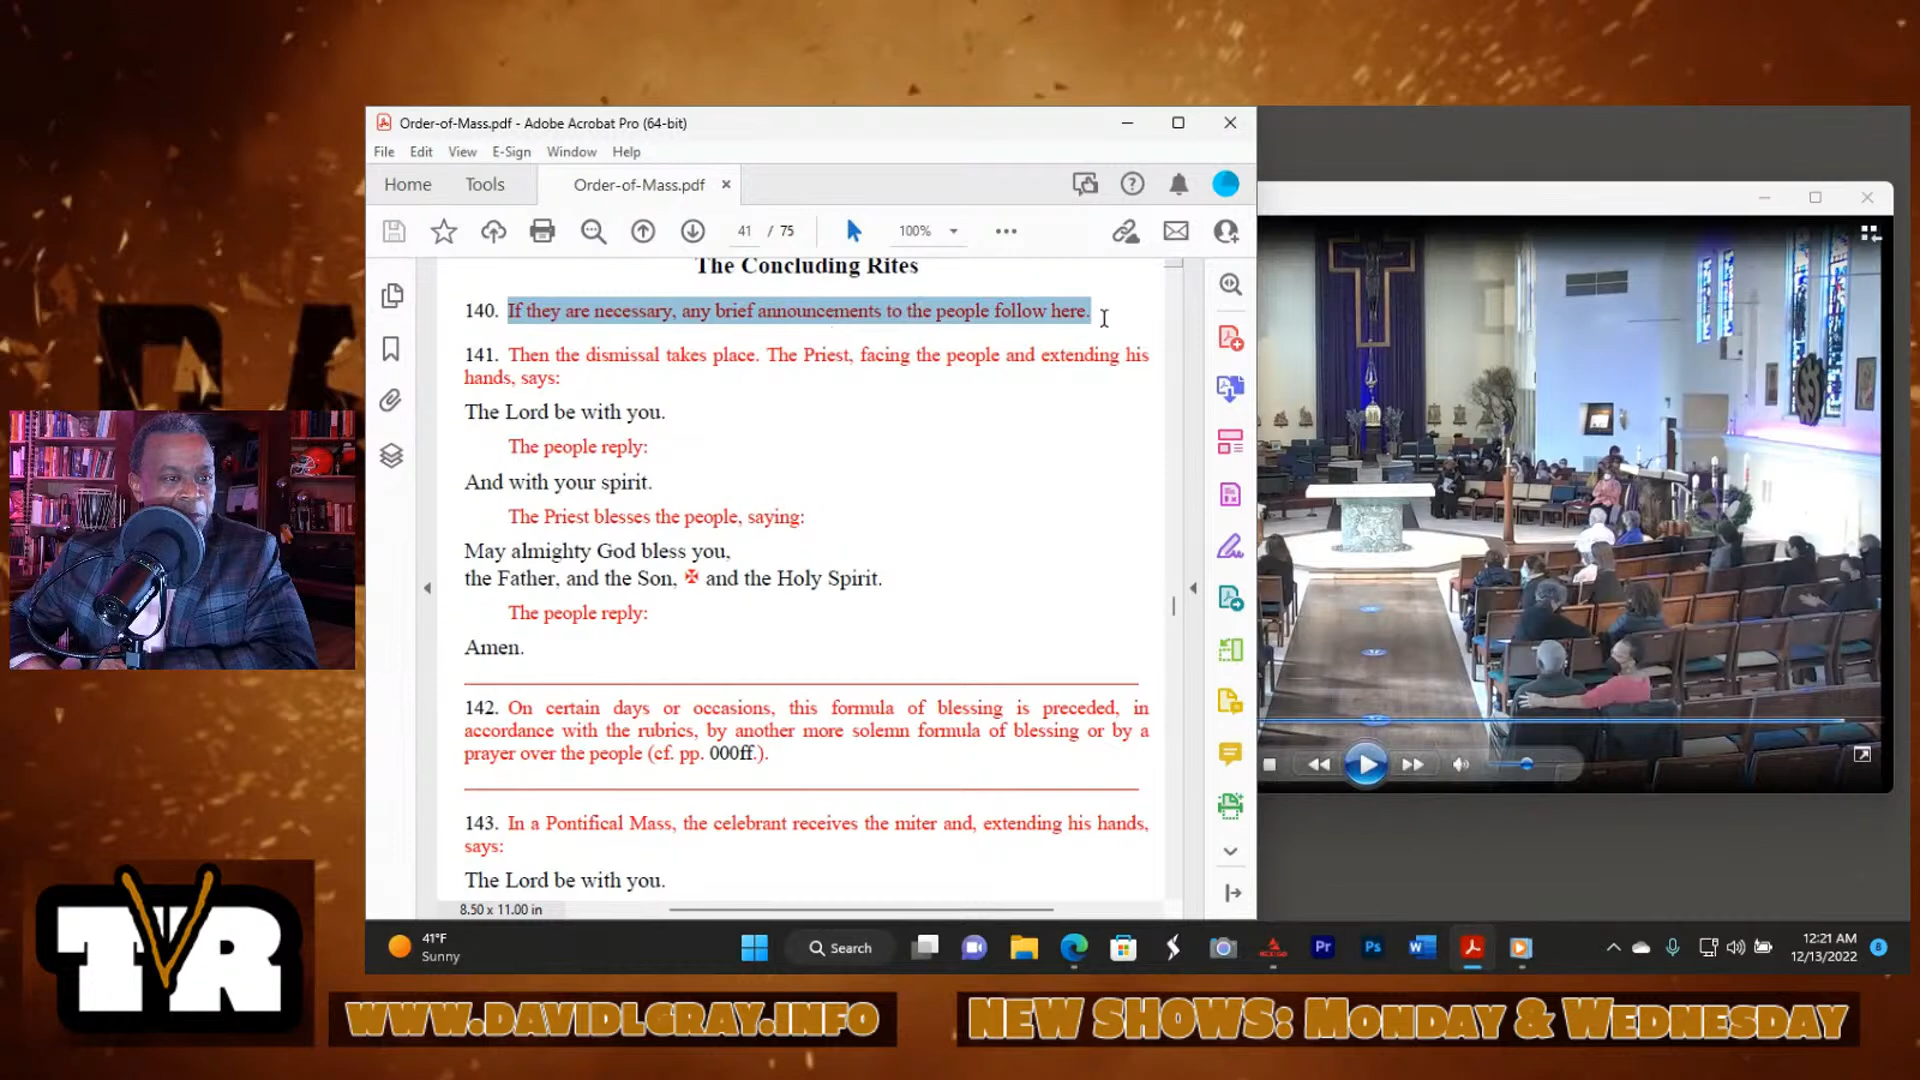 Order-of-Mass.pdf - Adobe Acrobat Pro (64-bit)
File Edit View E-Sign Window Help
Home Tools Order-of-Mass.pdf
41 / 75 100%
The Concluding Rites
140. If they are necessary, any brief announcements to the people follow here.
141. Then the dismissal takes place. The Priest, facing the people and extending his
hands, says:
The Lord be with you.
The people reply:
And with your spirit.
The Priest blesses the people, saying:
May almighty God bless you,
the Father, and the Son, ✠ and the Holy Spirit.
The people reply:
Amen.
142. On certain days or occasions, this formula of blessing is preceded, in
accordance with the rubrics, by another more solemn formula of blessing or by a
prayer over the people (cf. pp. 000ff.).
143. In a Pontifical Mass, the celebrant receives the miter and, extending his hands,
says:
The Lord be with you.
8.50 x 11.00 in
41°F
Sunny
Search
Pr
Ps
W
12:21 AM
12/13/2022
8
TVR
WWW.DAVIDLGRAY.INFO
NEW SHOWS: MONDAY & WEDNESDAY